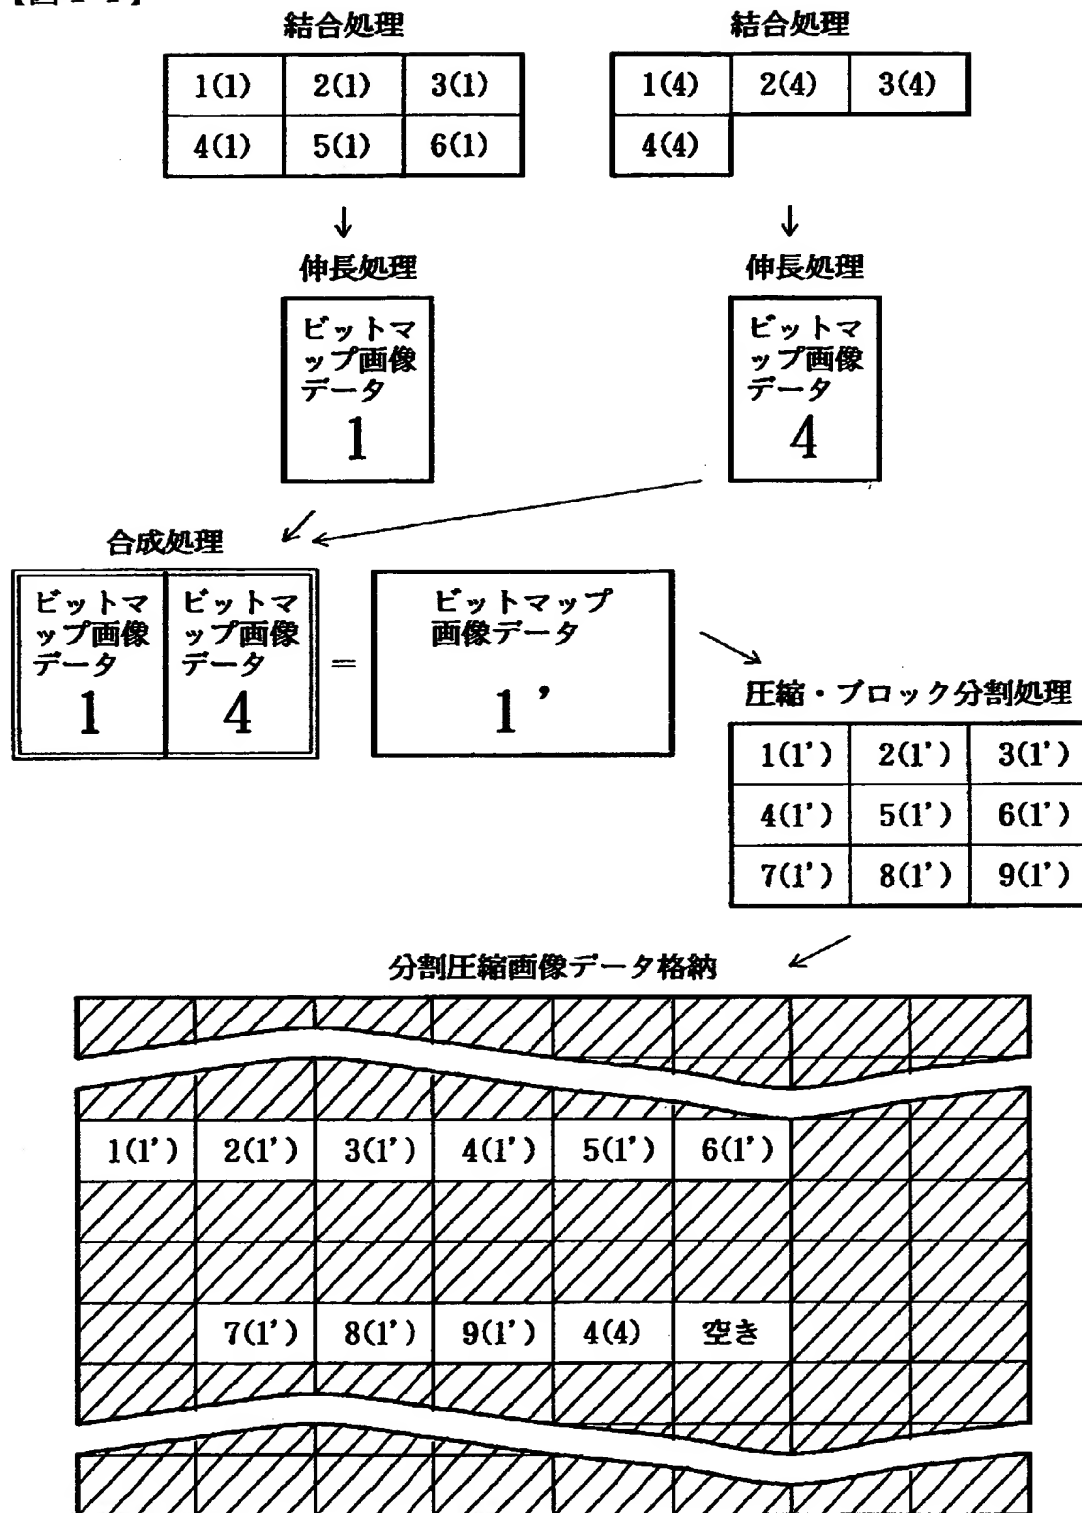 結合処理
1(1) 2(1) 3(1)
4(1) 5(1) 6(1)
結合処理
1(4) 2(4) 3(4)
4(4)
↓
伸長処理
ビットマ
ップ画像
データ
1
↓
伸長処理
ビットマ
ップ画像
データ
4
合成処理
ビットマ
ップ画像
データ
1
ビットマ
ップ画像
データ
4
=
ビットマップ
画像データ
1'
圧縮・ブロック分割処理
1(1') 2(1') 3(1')
4(1') 5(1') 6(1')
7(1') 8(1') 9(1')
分割圧縮画像データ格納
1(1') 2(1') 3(1') 4(1') 5(1') 6(1')
7(1') 8(1') 9(1') 4(4) 空き